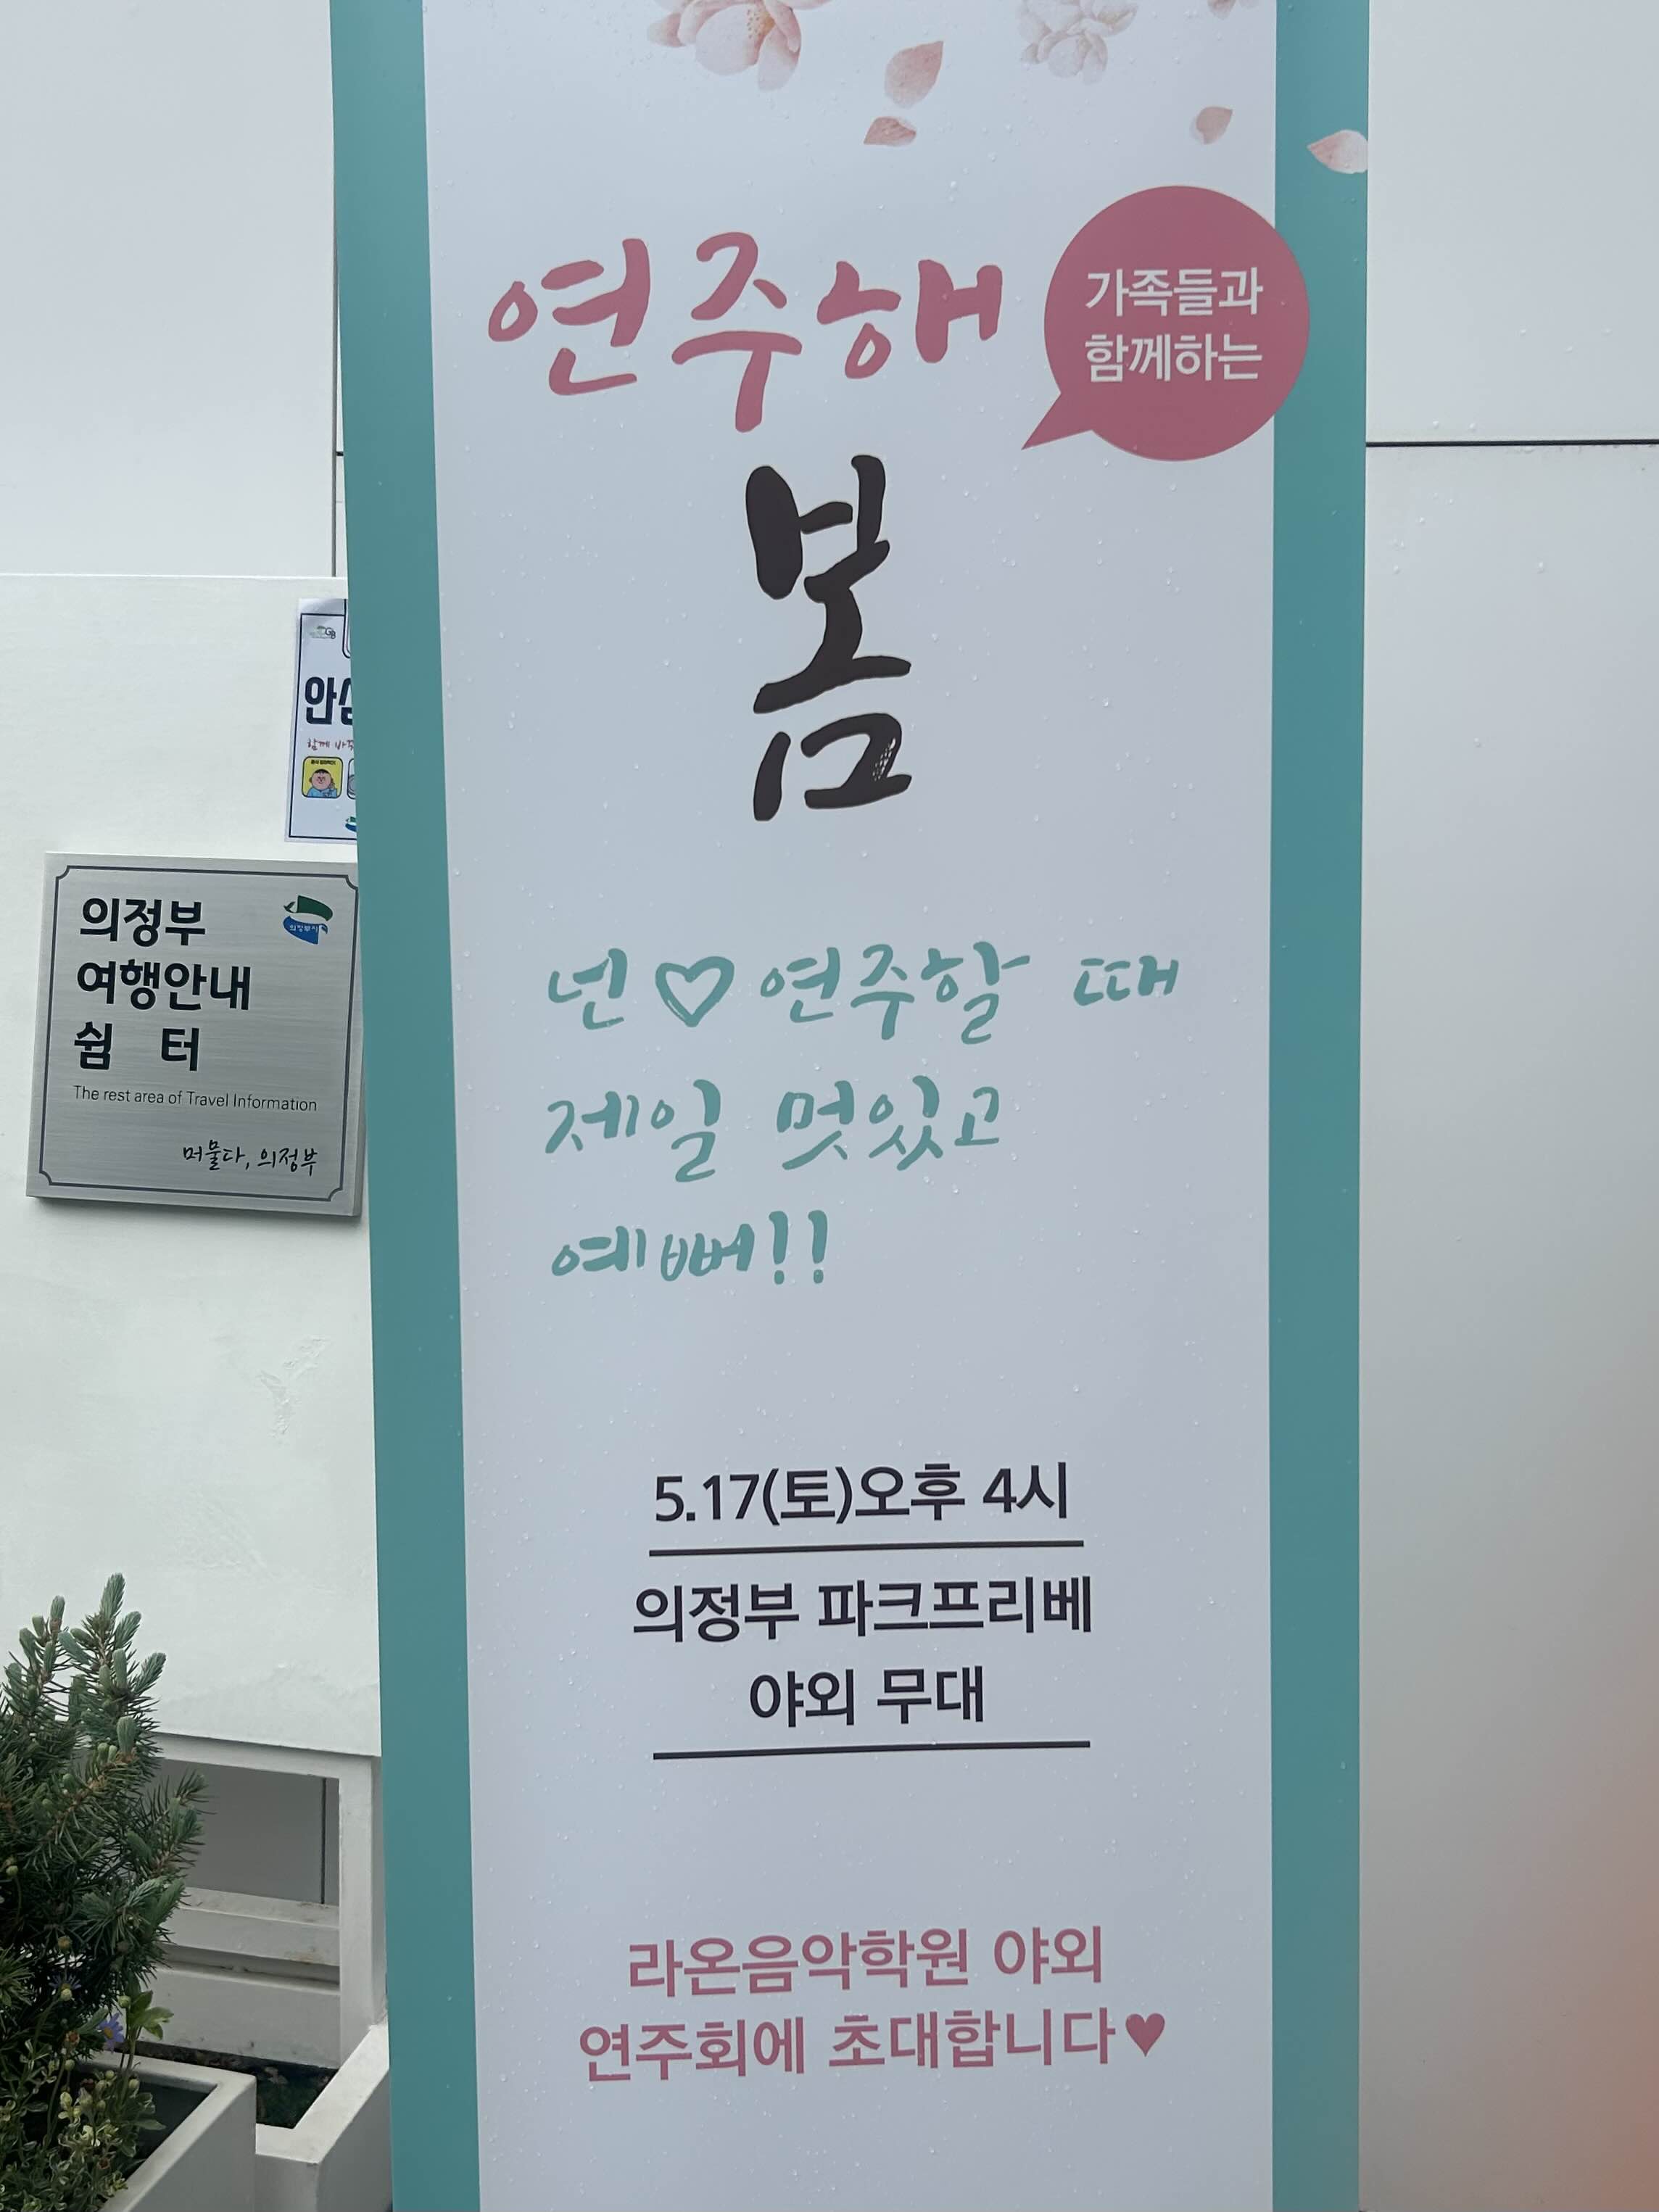 연주해
가족들과
함께하는
봄
넌♡연주할 때
제일 멋있고
예뻐!!
5.17(토)오후 4시
의정부 파크프리베
야외 무대
라온음악학원 야외
연주회에 초대합니다♥
함께
의정부
여행안내
쉼 터
The rest area of Travel Information
머물다, 의정부